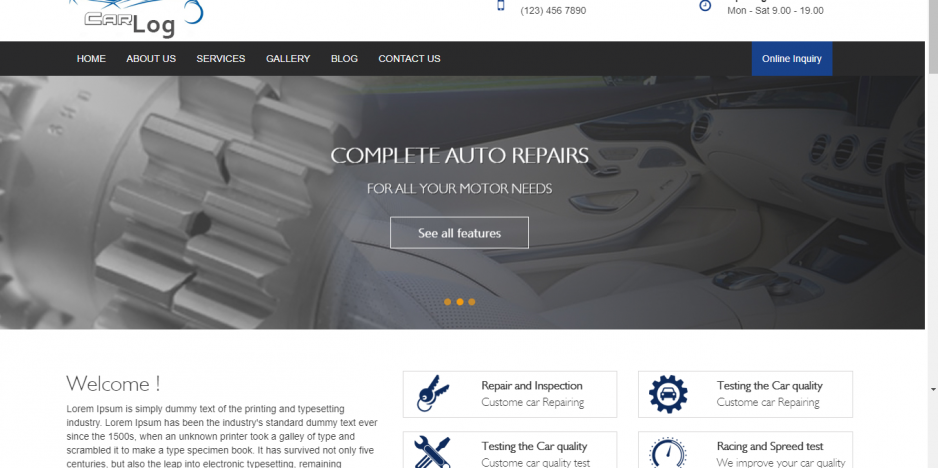 CAR Log
(123) 456 7890
Mon - Sat 9.00 - 19.00
HOME ABOUT US SERVICES GALLERY BLOG CONTACT US Online Inquiry
COMPLETE AUTO REPAIRS
FOR ALL YOUR MOTOR NEEDS
See all features
Welcome !
Lorem Ipsum is simply dummy text of the printing and typesetting
industry. Lorem Ipsum has been the industry's standard dummy text ever
since the 1500s, when an unknown printer took a galley of type and
scrambled it to make a type specimen book. It has survived not only five
centuries, but also the leap into electronic typesetting, remaining
Repair and Inspection
Custome car Repairing
Testing the Car quality
Custome car Repairing
Testing the Car quality
Custome car quality test
Racing and Spreed test
We improve your car quality